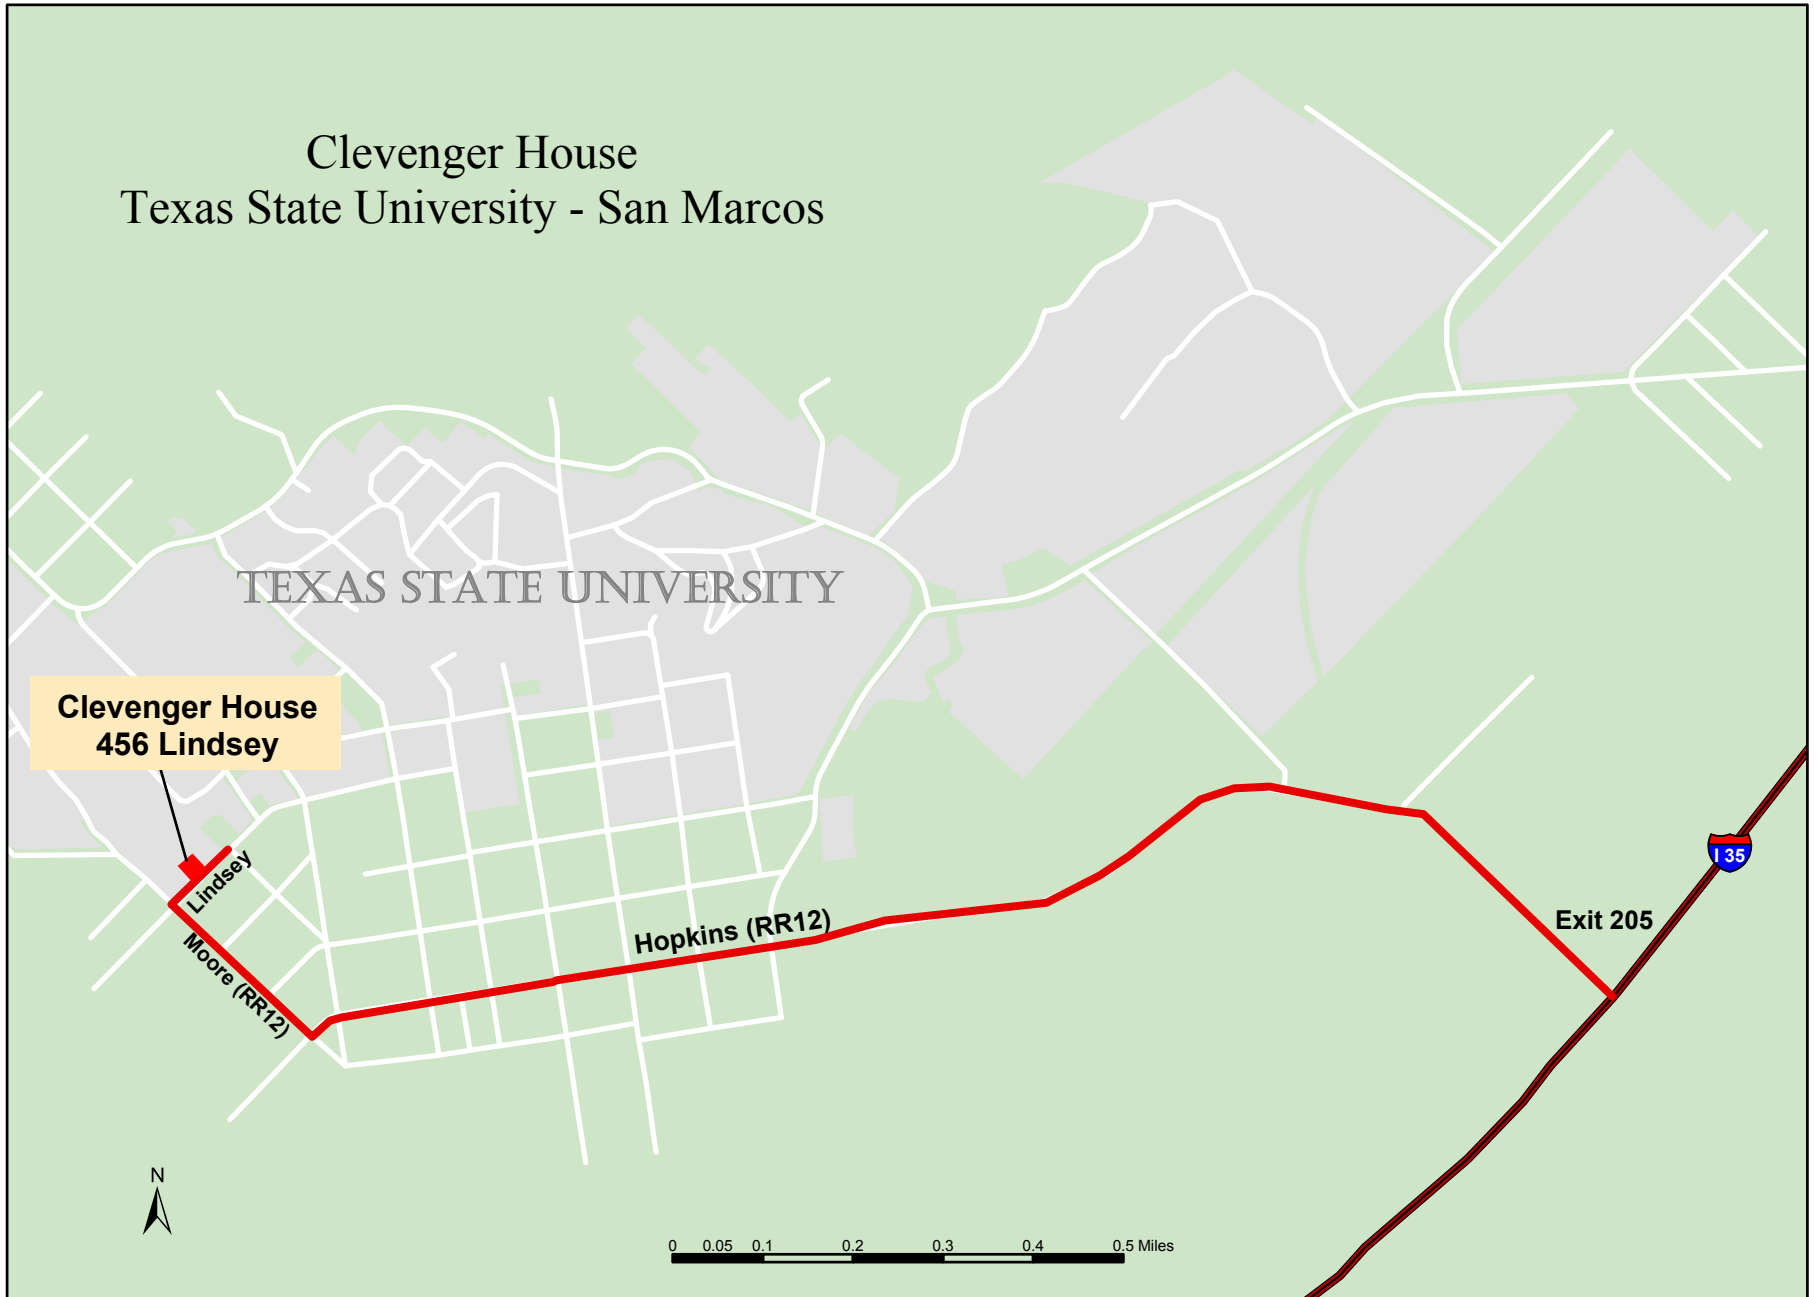 Clevenger House
Texas State University - San Marcos
TEXAS STATE UNIVERSITY
Clevenger House
456 Lindsey
Lindsey
Moore (RR12)
Hopkins (RR12)
I 35
Exit 205
N
0 0.05 0.1 0.2 0.3 0.4 0.5 Miles